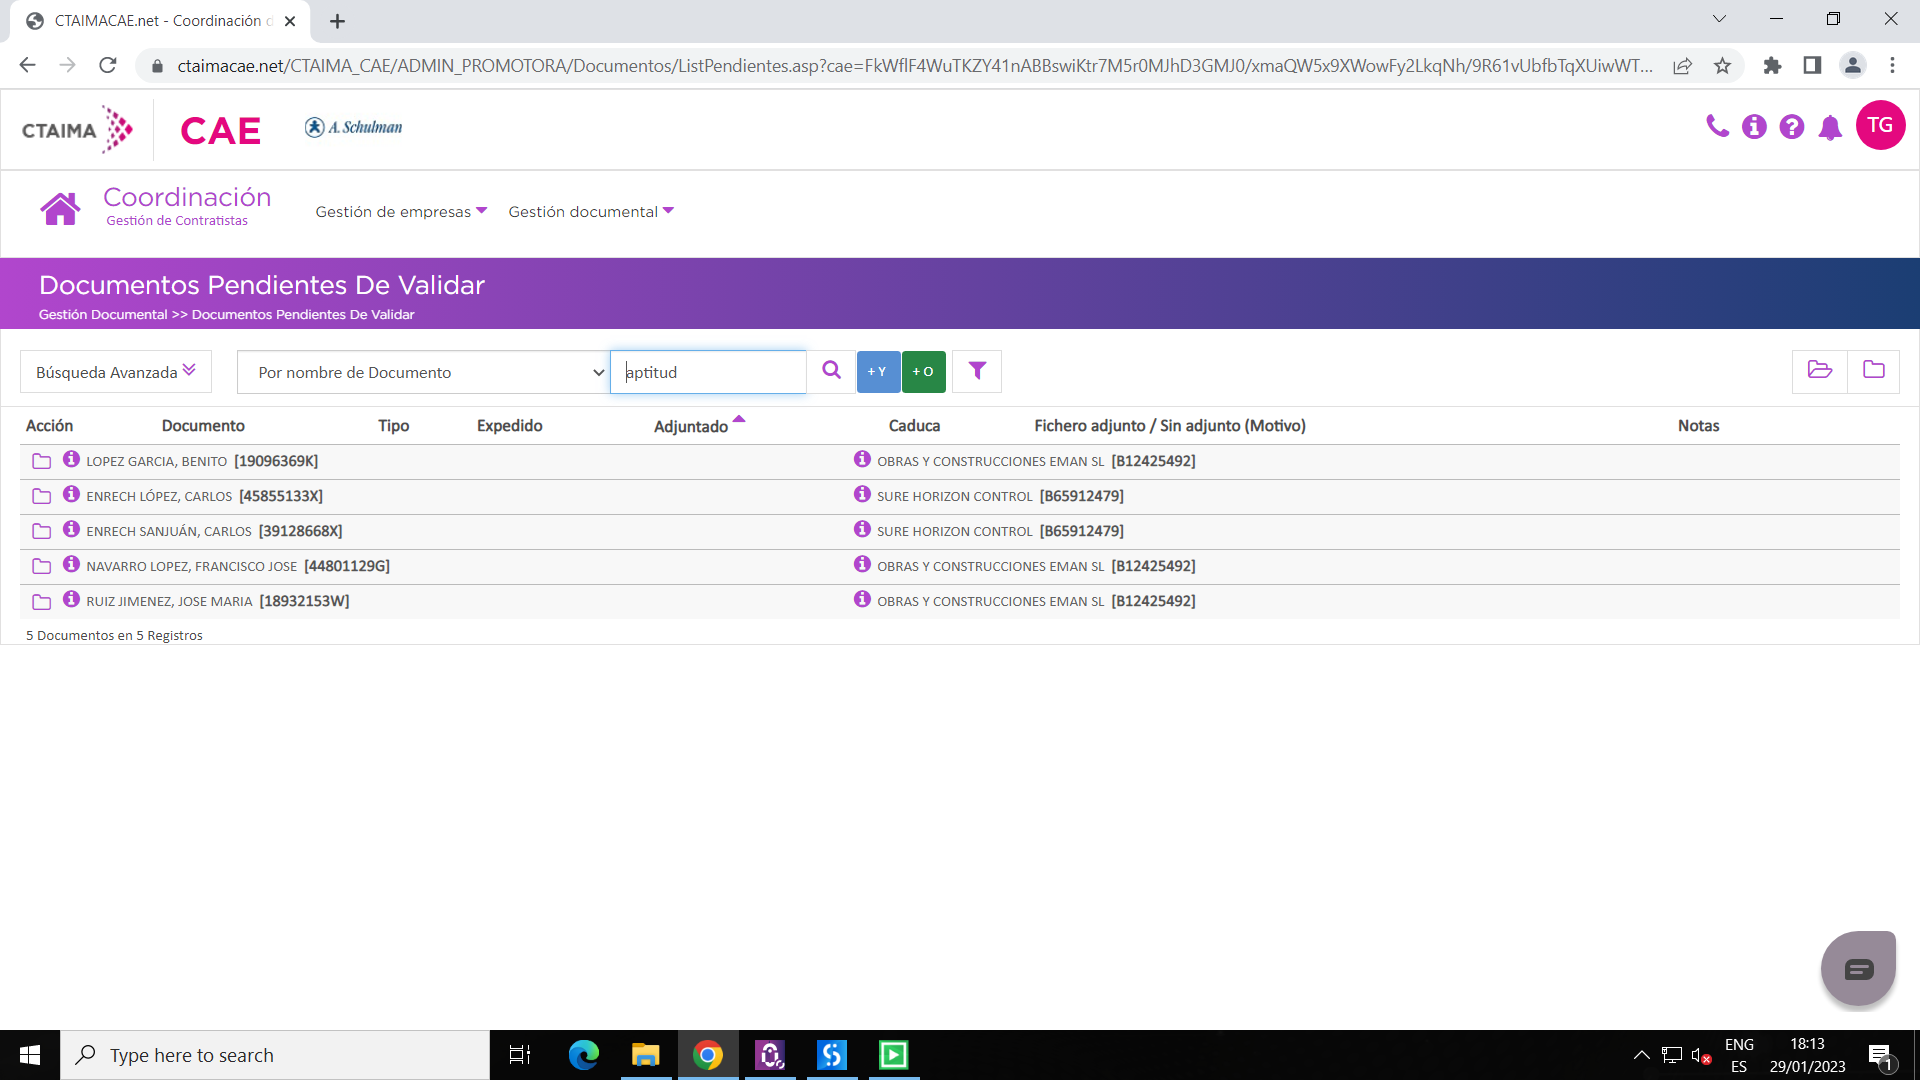 CTAIMACAE.net - Coordinación d
ctaimacae.net/CTAIMA_CAE/ADMIN_PROMOTORA/Documentos/ListPendientes.asp?cae=FkWflF4WuTKZY41nABBswiKtr7M5r0MJhD3GMJ0/xmaQW5x9XWowFy2LkqNh/9R61vUbfbTqXUiwWT...
CTAIMA CAE A. Schulman TG
Coordinación
Gestión de Contratistas
Gestión de empresas Gestión documental
Documentos Pendientes De Validar
Gestión Documental >> Documentos Pendientes De Validar
Búsqueda Avanzada Por nombre de Documento aptitud + Y + O
Acción Documento Tipo Expedido Adjuntado Caduca Fichero adjunto / Sin adjunto (Motivo) Notas
LOPEZ GARCIA, BENITO [19096369K] OBRAS Y CONSTRUCCIONES EMAN SL [B12425492]
ENRECH LÓPEZ, CARLOS [45855133X] SURE HORIZON CONTROL [B65912479]
ENRECH SANJUÁN, CARLOS [39128668X] SURE HORIZON CONTROL [B65912479]
NAVARRO LOPEZ, FRANCISCO JOSE [44801129G] OBRAS Y CONSTRUCCIONES EMAN SL [B12425492]
RUIZ JIMENEZ, JOSE MARIA [18932153W] OBRAS Y CONSTRUCCIONES EMAN SL [B12425492]
5 Documentos en 5 Registros
Type here to search
ENG
ES
18:13
29/01/2023
1